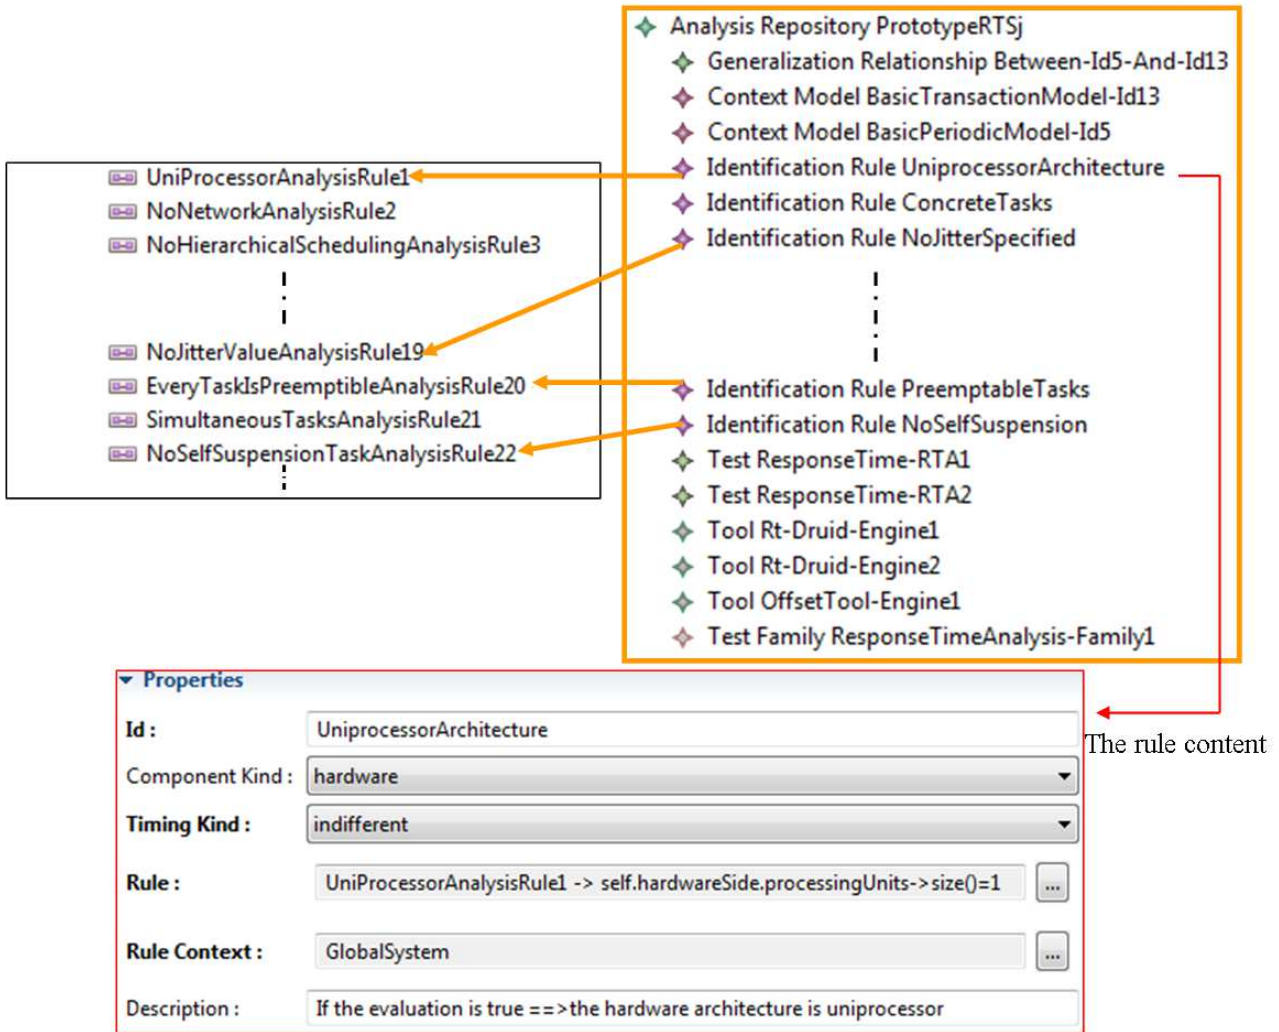 Analysis Repository PrototypeRTSj
Generalization Relationship Between-Id5-And-Id13
Context Model BasicTransactionModel-Id13
Context Model BasicPeriodicModel-Id5
Identification Rule UniprocessorArchitecture
Identification Rule ConcreteTasks
Identification Rule NoJitterSpecified
Identification Rule PreemptableTasks
Identification Rule NoSelfSuspension
Test ResponseTime-RTA1
Test ResponseTime-RTA2
Tool Rt-Druid-Engine1
Tool Rt-Druid-Engine2
Tool OffsetTool-Engine1
Test Family ResponseTimeAnalysis-Family1
UniProcessorAnalysisRule1
NoNetworkAnalysisRule2
NoHierarchicalSchedulingAnalysisRule3
NoJitterValueAnalysisRule19
EveryTaskIsPreemptibleAnalysisRule20
SimultaneousTasksAnalysisRule21
NoSelfSuspensionTaskAnalysisRule22
The rule content
Properties
Id : UniprocessorArchitecture
Component Kind : hardware
Timing Kind : indifferent
Rule : UniProcessorAnalysisRule1 -> self.hardwareSide.processingUnits->size()=1 ...
Rule Context : GlobalSystem ...
Description : If the evaluation is true ==>the hardware architecture is uniprocessor